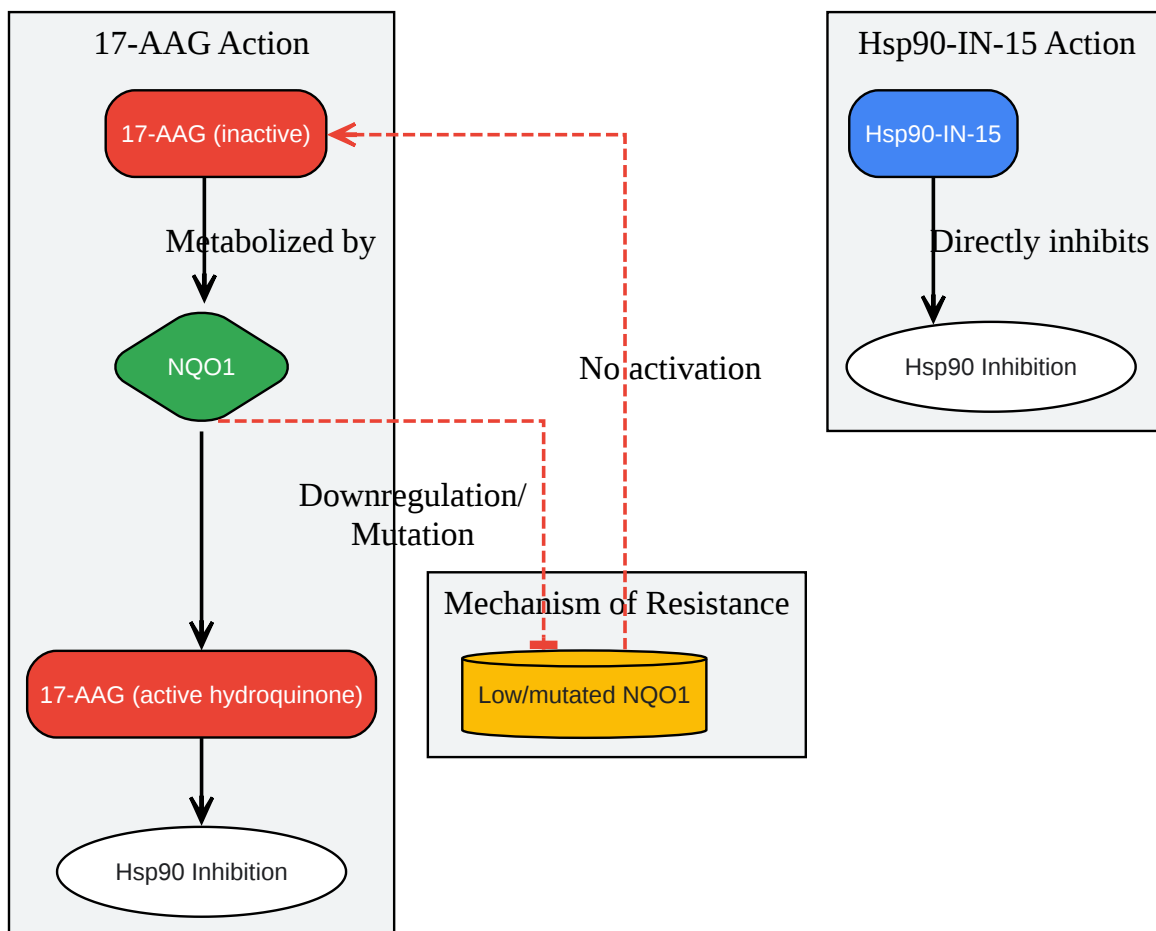 17-AAG Action
17-AAG (inactive)
Metabolized by
NQO1
17-AAG (active hydroquinone)
Hsp90 Inhibition
No activation
Downregulation/
Mutation
Mechanism of Resistance
Low/mutated NQO1
Hsp90-IN-15 Action
Hsp90-IN-15
Directly inhibits
Hsp90 Inhibition